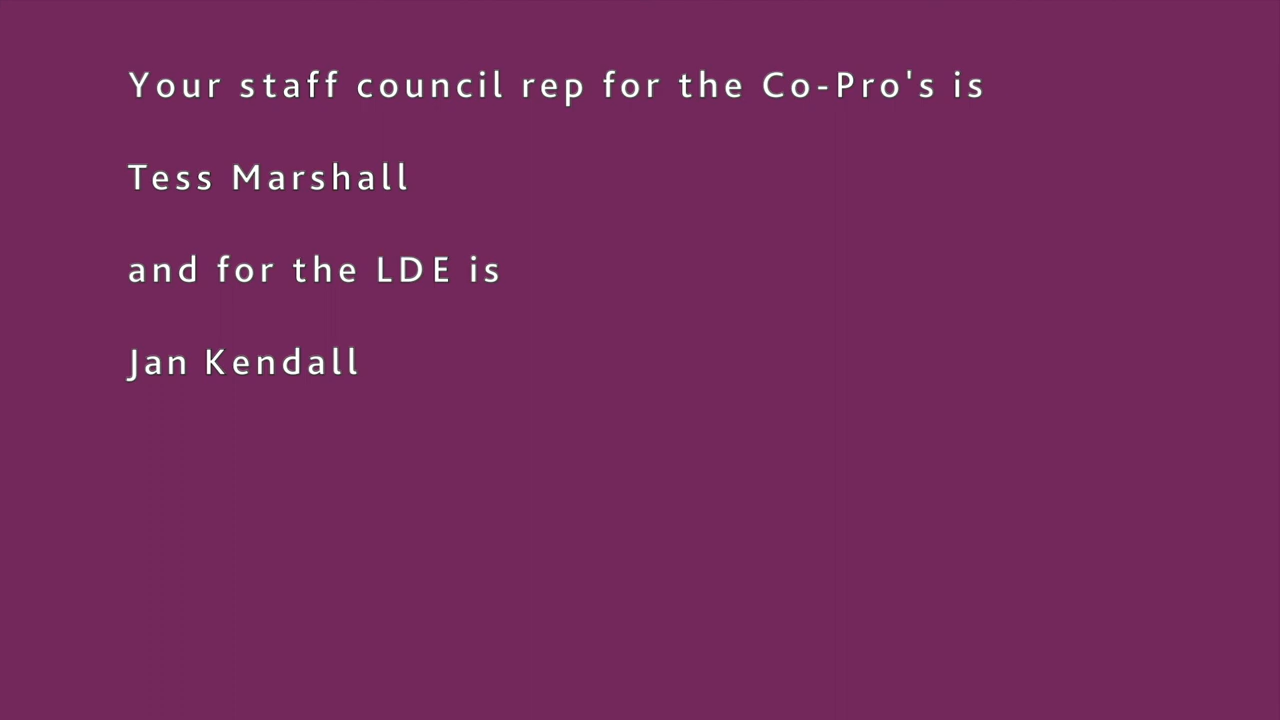 Your staff council rep for the Co-Pro's is
Tess Marshall
and for the LDE is
Jan Kendall